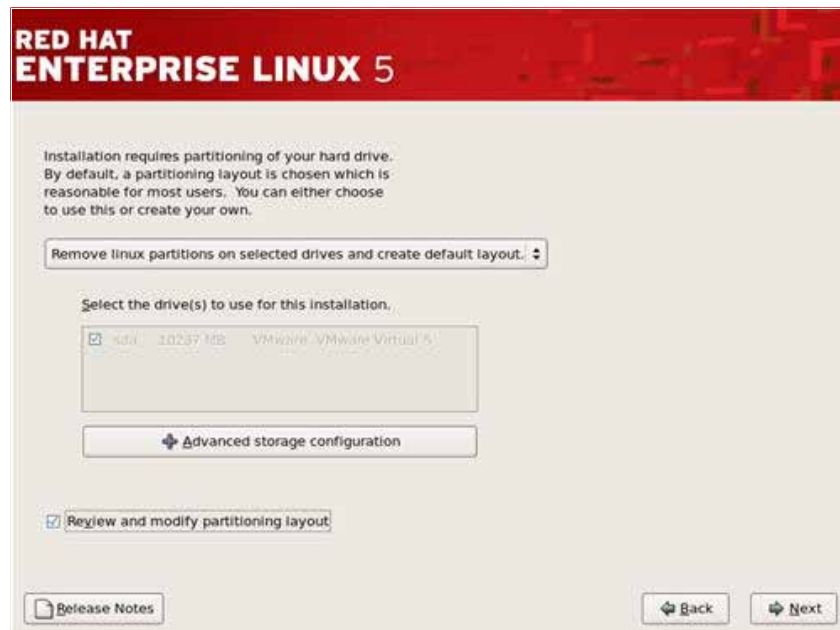 RED HAT
ENTERPRISE LINUX 5
Installation requires partitioning of your hard drive.
By default, a partitioning layout is chosen which is
reasonable for most users. You can either choose
to use this or create your own.
Remove linux partitions on selected drives and create default layout.
Select the drive(s) to use for this installation.
sda 10237 MB VMware, VMware Virtual S
Advanced storage configuration
Review and modify partitioning layout
Release Notes
Back
Next